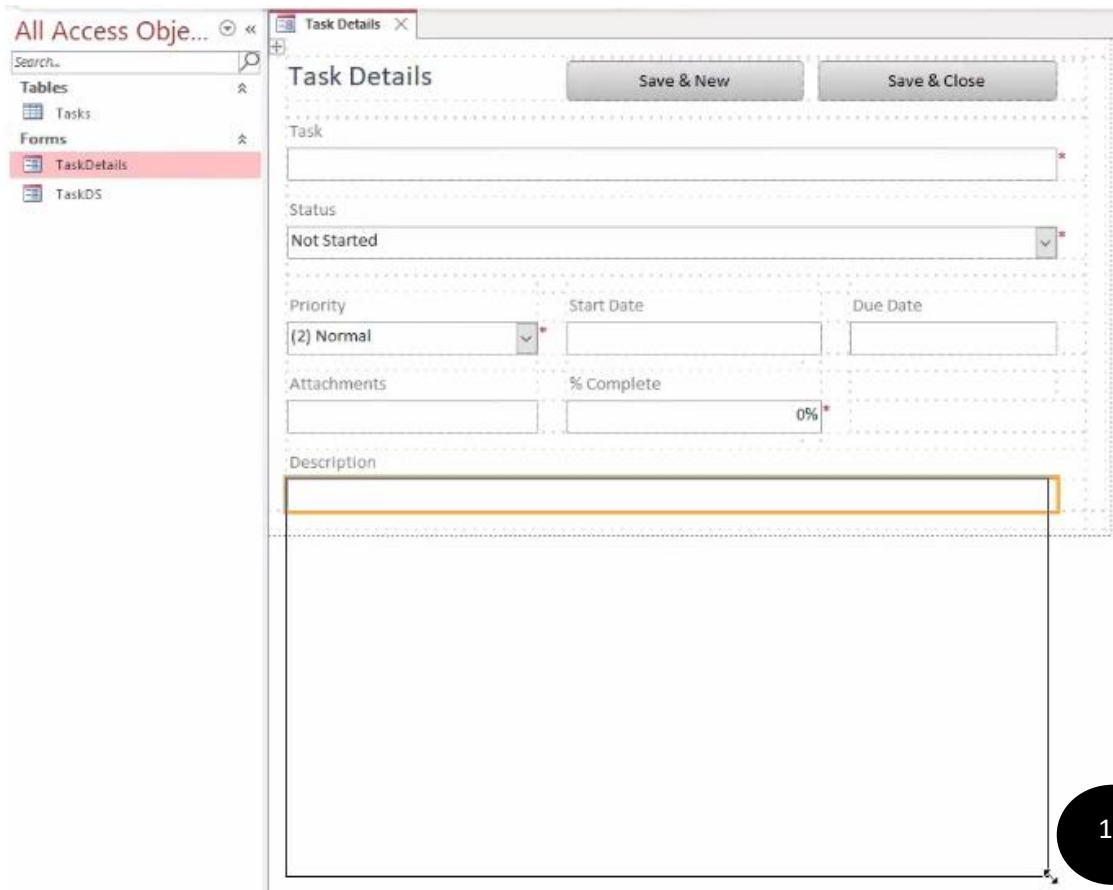 All Access Obje...
Search..
Tables
Tasks
Forms
TaskDetails
TaskDS
Task Details
Task Details
Save & New
Save & Close
Task
*
Status
Not Started
*
Priority
Start Date
Due Date
(2) Normal
*
Attachments
% Complete
0%
*
Description
1